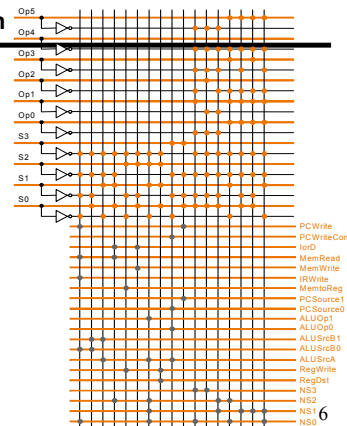 n
Op5
Op4
Op3
Op2
Op1
Op0
S3
S2
S1
S0
PCWrite
PCWriteCon
IorD
MemRead
MemWrite
IRWrite
MemtoReg
PCSource1
PCSource0
ALUOp1
ALUOp0
ALUSrcB1
ALUSrcB0
ALUSrcA
RegWrite
RegDst
NS3
NS2
NS1
NS0
6